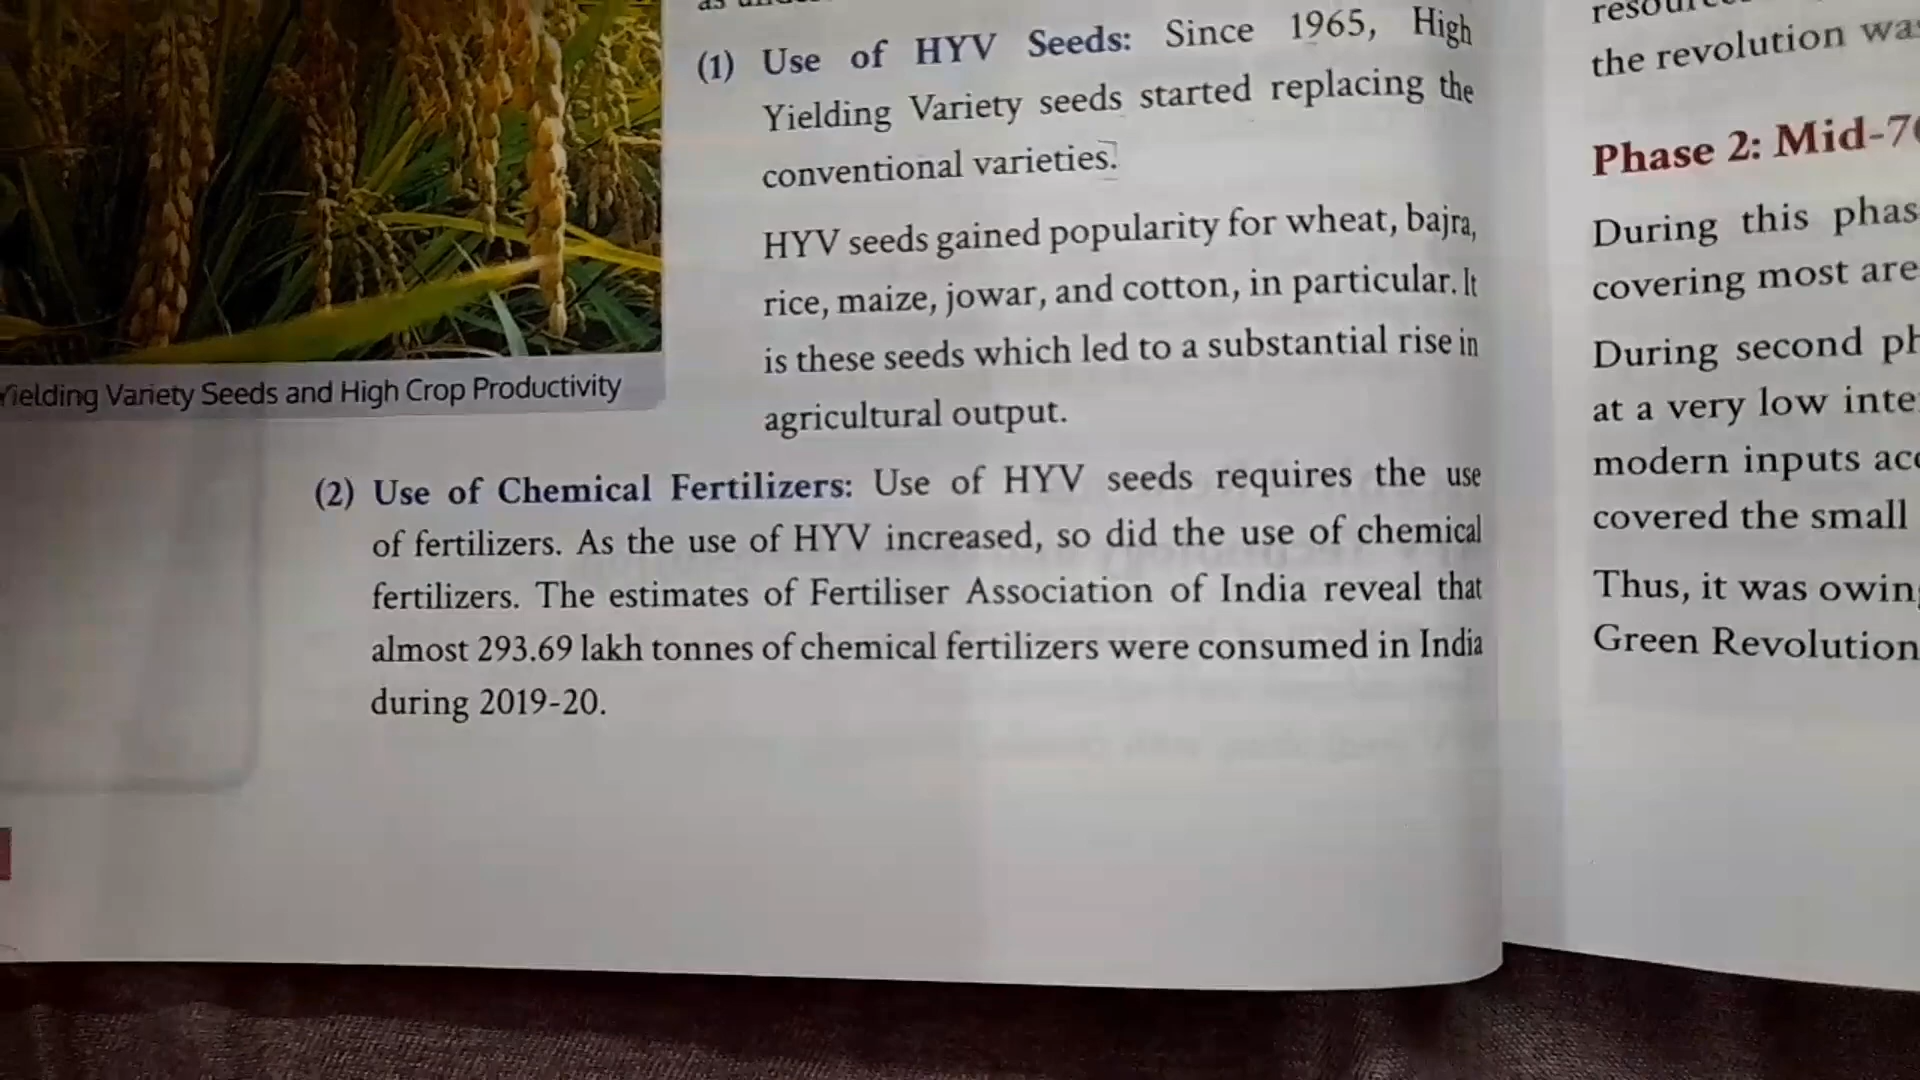 (1) Use of HYV Seeds: Since 1965, High
Yielding Variety seeds started replacing the
conventional varieties.
HYV seeds gained popularity for wheat, bajra,
rice, maize, jowar, and cotton, in particular. It
is these seeds which led to a substantial rise in
agricultural output.
Yielding Variety Seeds and High Crop Productivity
(2) Use of Chemical Fertilizers: Use of HYV seeds requires the use
of fertilizers. As the use of HYV increased, so did the use of chemical
fertilizers. The estimates of Fertiliser Association of India reveal that
almost 293.69 lakh tonnes of chemical fertilizers were consumed in India
during 2019-20.
the revolution was
Phase 2: Mid-70
During this phas
covering most are
During second ph
at a very low inte
modern inputs acc
covered the small
Thus, it was owing
Green Revolution